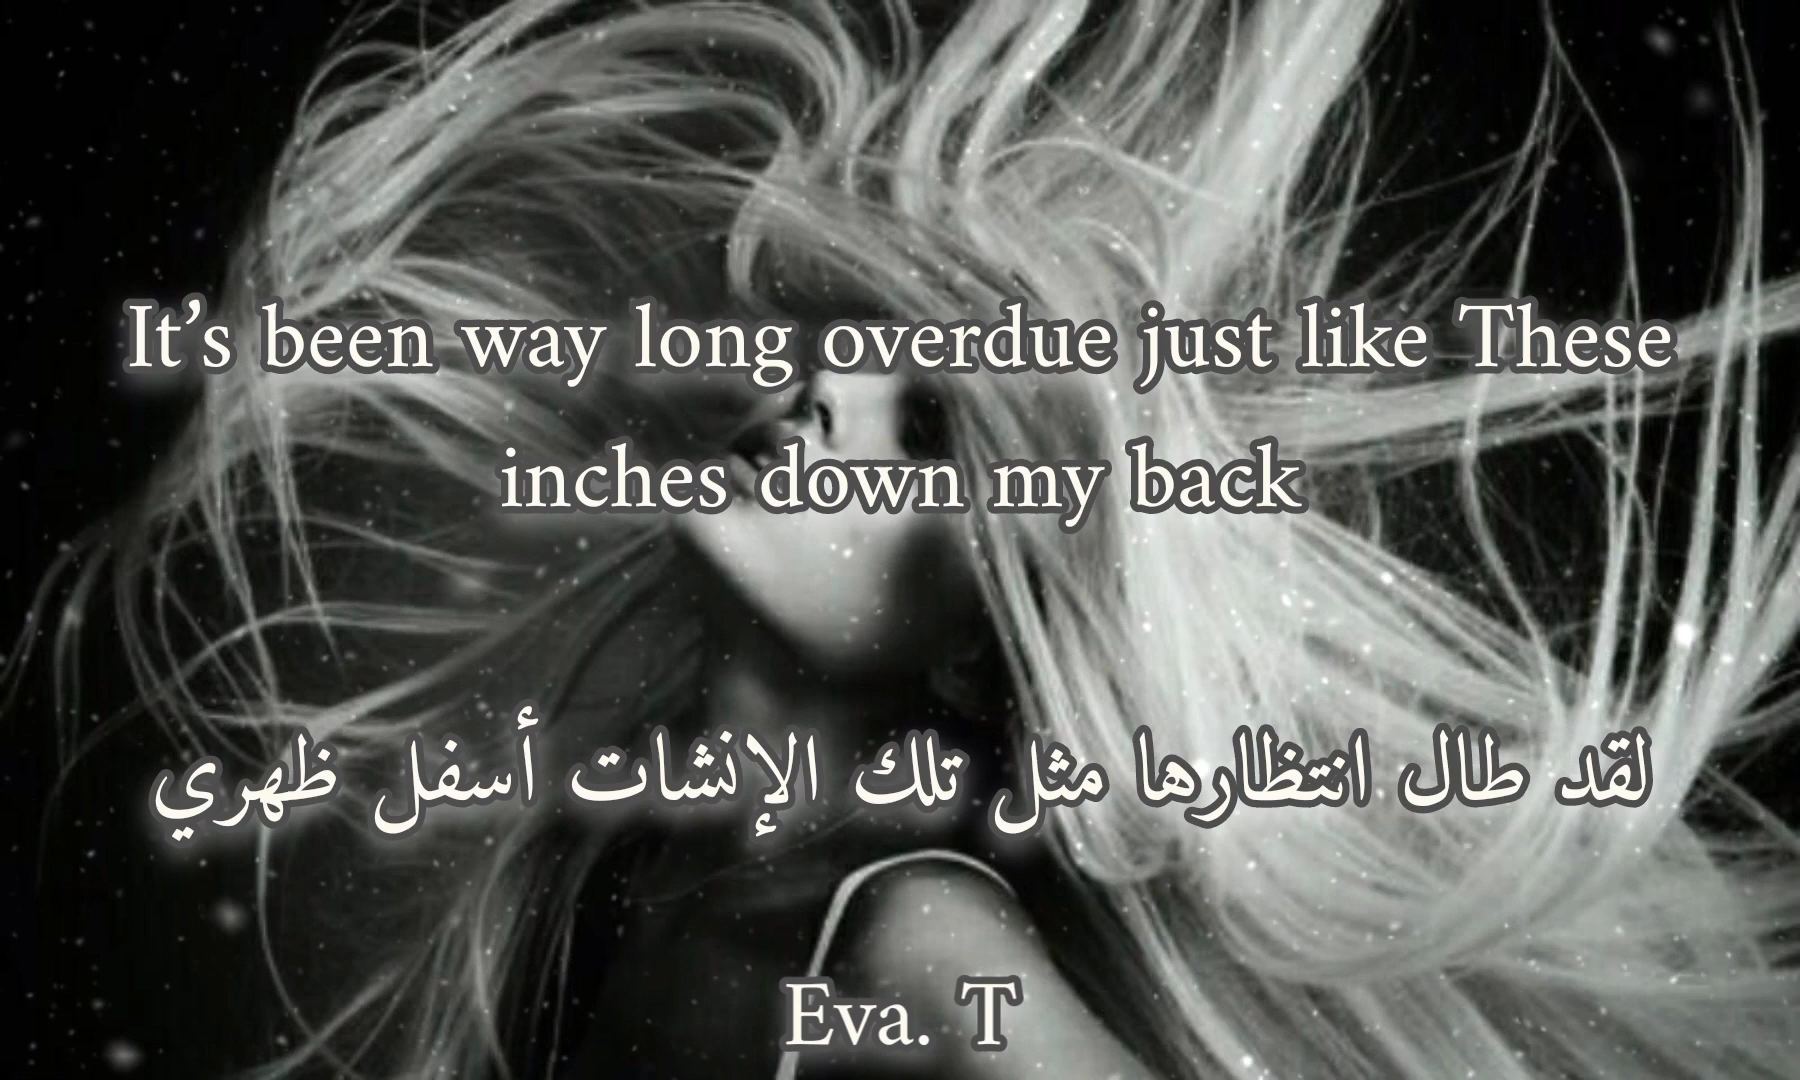 It’s been way long overdue just like These
inches down my back
لقد طال انتظارها مثل تلك الإنشات أسفل ظهري
Eva. T